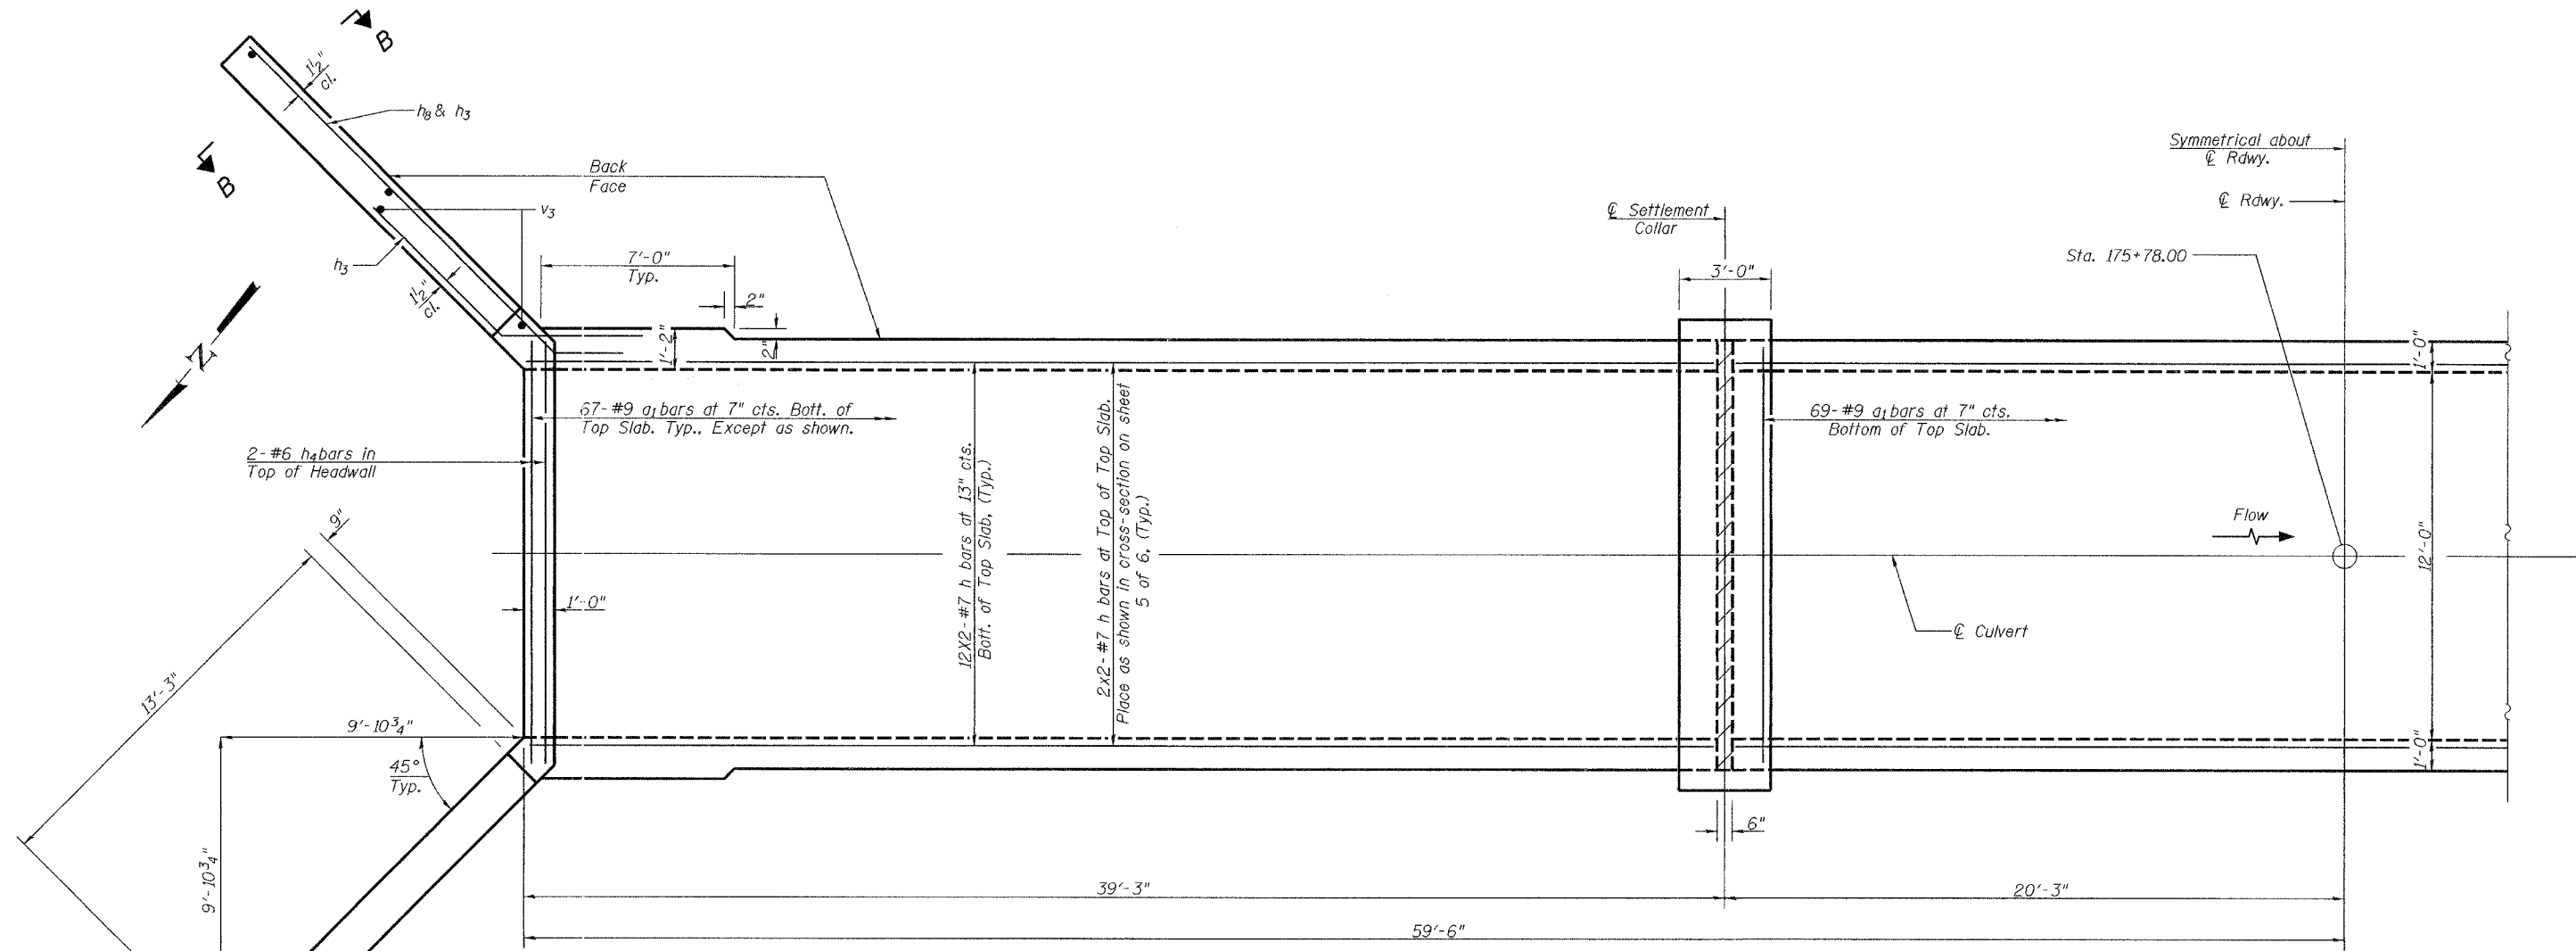 B
1½"
cl.
h8 & h3
B
Back
Face
v3
h3
1½"
cl.
N
7'-0"
Typ.
2"
1'-2"
2"
℄ Settlement
Collar
3'-0"
Symmetrical about
℄ Rdwy.
℄ Rdwy.
Sta. 175+78.00
1'-0"
67-#9 a1 bars at 7" cts. Bott. of
Top Slab. Typ., Except as shown.
69-#9 a1 bars at 7" cts.
Bottom of Top Slab.
2-#6 h4 bars in
Top of Headwall
12X2-#7 h bars at 13" cts.
Bott. of Top Slab, (Typ.)
2x2-#7 h bars at Top of Top Slab.
Place as shown in cross-section on sheet
5 of 6, (Typ.)
Flow
12'-0"
9"
1'-0"
℄ Culvert
13'-3"
9'-10¾"
45°
Typ.
1'-0"
6"
9'-10¾"
39'-3"
20'-3"
59'-6"